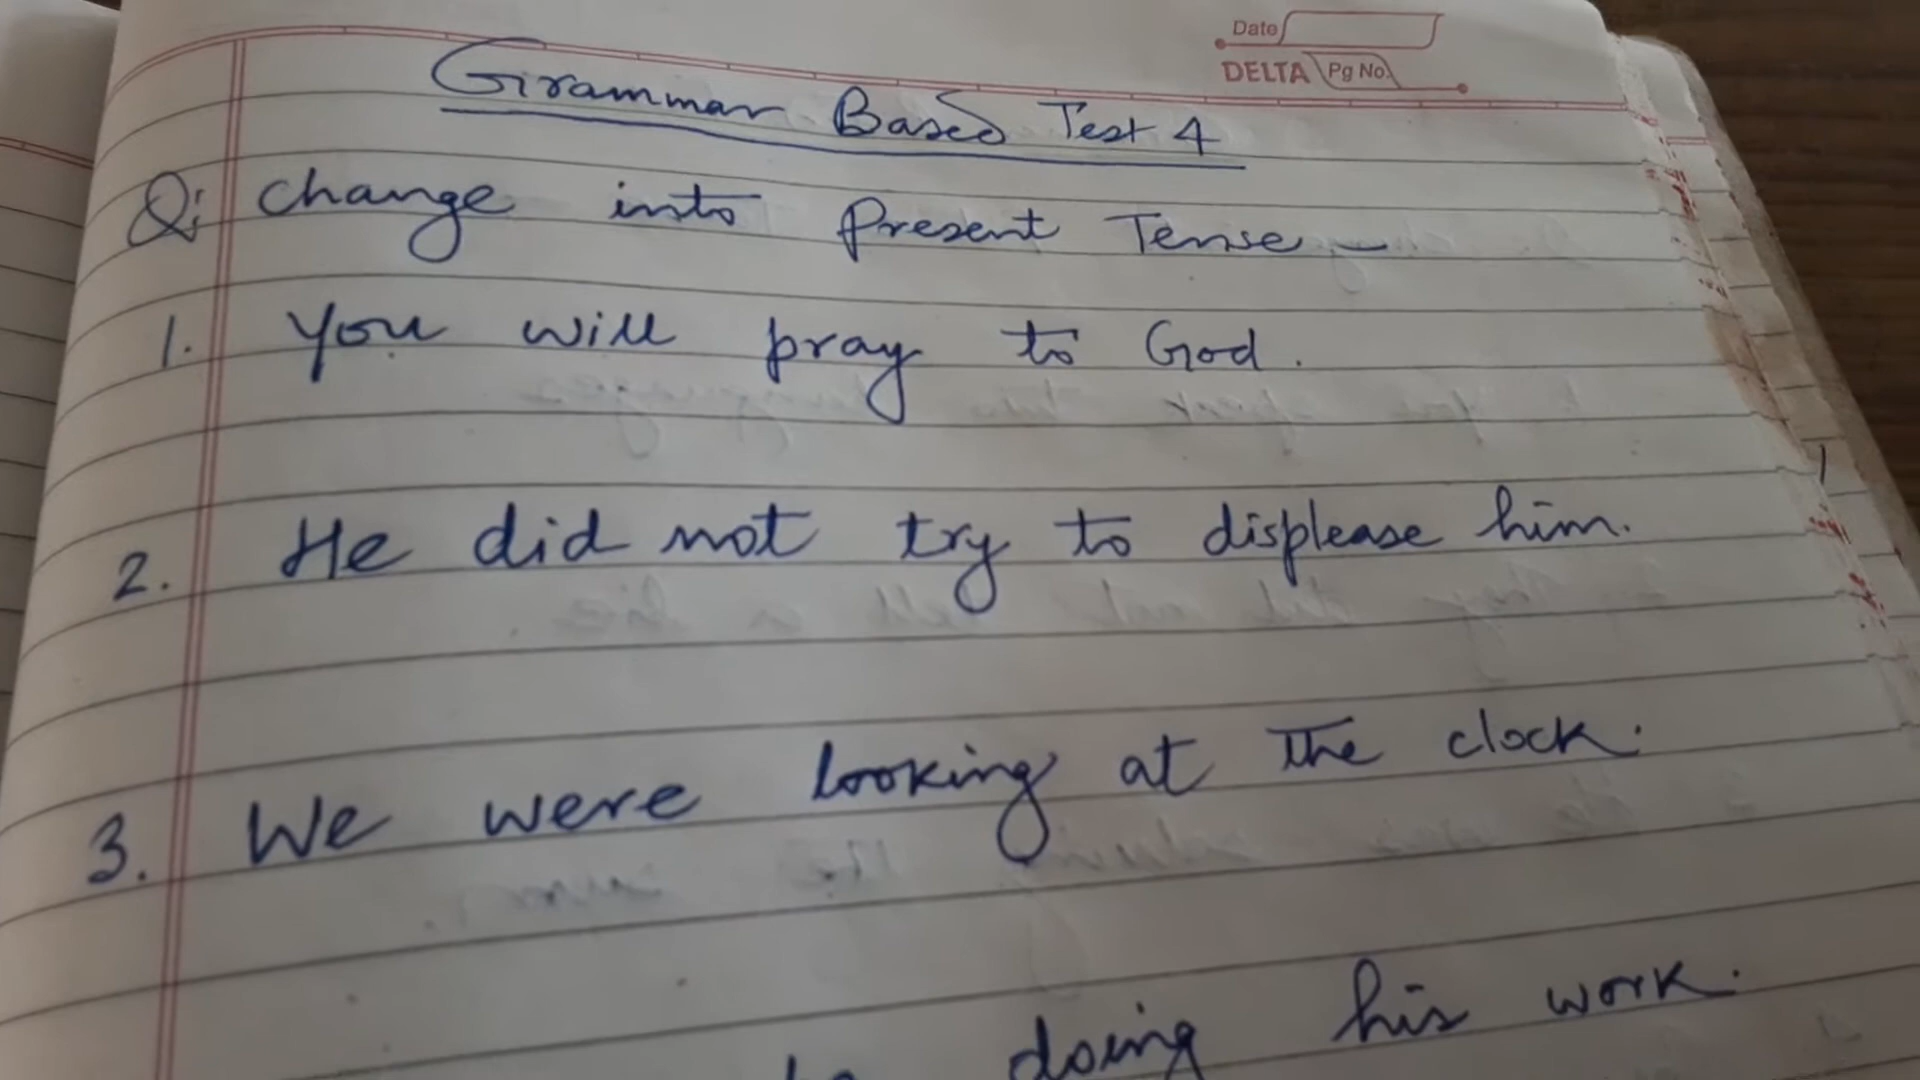 Date
DELTA Pg No.
Grammar Based Test 4
Q: change into Present Tense -
1. You will pray to God.
2. He did not try to displease him.
3. We were looking at the clock.
doing his work.